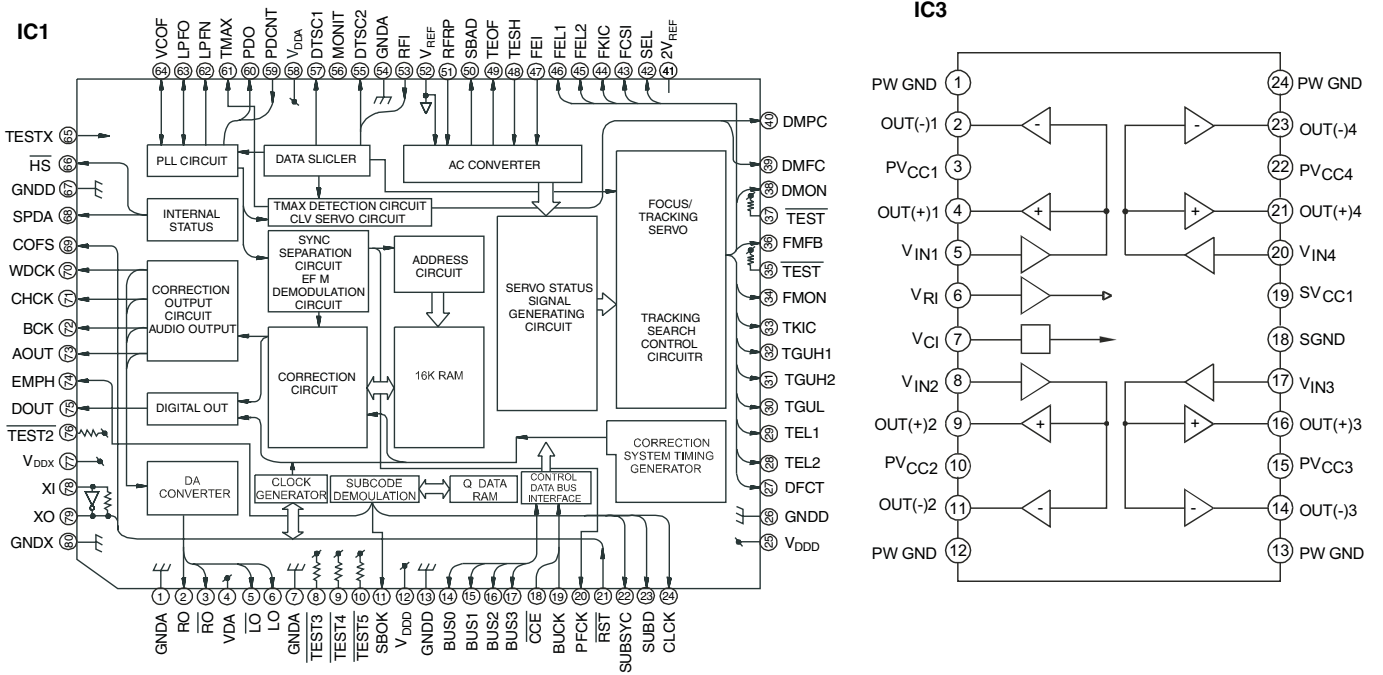 IC1
VCOF
LPFO
LPFN
TMAX
PDO
PDCNT
VDDA
DTSC1
MONIT
DTSC2
GNDA
RFI
VREF
RFRP
SBAD
TEOF
TESH
FEI
FEL1
FEL2
FKIC
FCSI
SEL
2VREF
64
63
62
61
60
59
58
57
56
55
54
53
52
51
50
49
48
47
46
45
44
43
42
41
TESTX 65
HS 66
GNDD 67
SPDA 68
COFS 69
WDCK 70
CHCK 71
BCK 72
AOUT 73
EMPH 74
DOUT 75
TEST2 76
VDDX 77
XI 78
XO 79
GNDX 80
PLL CIRCUIT
DATA SLICLER
AC CONVERTER
INTERNAL
STATUS
TMAX DETECTION CIRCUIT
CLV SERVO CIRCUIT
FOCUS/
TRACKING
SERVO
TRACKING
SEARCH
CONTROL
CIRCUITR
SYNC
SEPARATION
CIRCUIT
EF M
DEMODULATION
CIRCUIT
ADDRESS
CIRCUIT
SERVO STATUS
SIGNAL
GENERATING
CIRCUIT
CORRECTION
OUTPUT
CIRCUIT
AUDIO OUTPUT
CORRECTION
CIRCUIT
16K RAM
DIGITAL OUT
CORRECTION
SYSTEM TIMING
GENERATOR
DA
CONVERTER
CLOCK
GENERATOR
SUBCODE
DEMOULATION
Q DATA
RAM
CONTROL
DATA BUS
INTERFACE
40 DMPC
39 DMFC
38 DMON
37 TEST
36 FMFB
35 TEST
34 FMON
33 TKIC
32 TGUH1
31 TGUH2
30 TGUL
29 TEL1
28 TEL2
27 DFCT
26 GNDD
25 VDDD
1
2
3
4
5
6
7
8
9
10
11
12
13
14
15
16
17
18
19
20
21
22
23
24
GNDA
RO
RO
VDA
LO
LO
GNDA
TEST3
TEST4
TEST5
SBOK
VDDD
GNDD
BUS0
BUS1
BUS2
BUS3
CCE
BUCK
PFCK
RST
SUBSYC
SUBD
CLCK
IC3
PW GND 1
OUT(-)1 2
PVCC1 3
OUT(+)1 4
VIN1 5
VRI 6
VCI 7
VIN2 8
OUT(+)2 9
PVCC2 10
OUT(-)2 11
PW GND 12
-
+
+
-
-
+
+
-
24 PW GND
23 OUT(-)4
22 PVCC4
21 OUT(+)4
20 VIN4
19 SVCC1
18 SGND
17 VIN3
16 OUT(+)3
15 PVCC3
14 OUT(-)3
13 PW GND